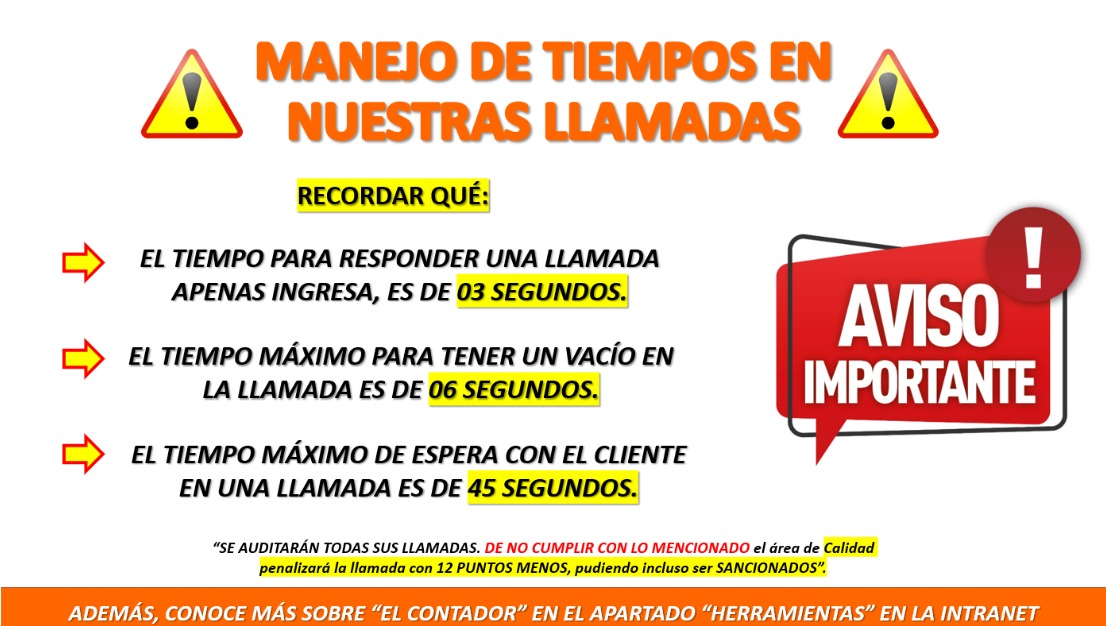 MANEJO DE TIEMPOS EN
NUESTRAS LLAMADAS
RECORDAR QUÉ:
EL TIEMPO PARA RESPONDER UNA LLAMADA
APENAS INGRESA, ES DE 03 SEGUNDOS.
EL TIEMPO MÁXIMO PARA TENER UN VACÍO EN
LA LLAMADA ES DE 06 SEGUNDOS.
EL TIEMPO MÁXIMO DE ESPERA CON EL CLIENTE
EN UNA LLAMADA ES DE 45 SEGUNDOS.
!
AVISO
IMPORTANTE
“SE AUDITARÁN TODAS SUS LLAMADAS. DE NO CUMPLIR CON LO MENCIONADO el área de Calidad
penalizará la llamada con 12 PUNTOS MENOS, pudiendo incluso ser SANCIONADOS”.
ADEMÁS, CONOCE MÁS SOBRE “EL CONTADOR” EN EL APARTADO “HERRAMIENTAS” EN LA INTRANET